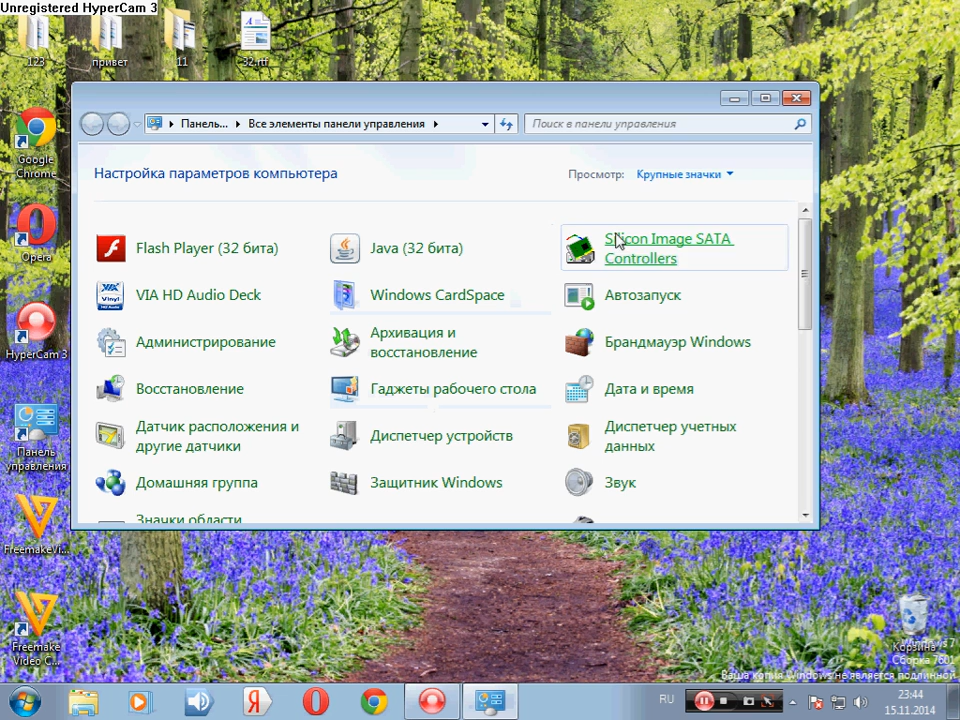 Unregistered HyperCam 3
123
привет
11
32.rtf
Google Chrome
Opera
HyperCam 3
Панель управления
FreemakeVi...
Freemake Video C...
Панель...
Все элементы панели управления
Поиск в панели управления
Настройка параметров компьютера
Просмотр:
Крупные значки
Flash Player (32 бита)
Java (32 бита)
Silicon Image SATA
Controllers
VIA HD Audio Deck
Windows CardSpace
Автозапуск
Администрирование
Архивация и
восстановление
Брандмауэр Windows
Восстановление
Гаджеты рабочего стола
Дата и время
Датчик расположения и
другие датчики
Диспетчер устройств
Диспетчер учетных
данных
Домашняя группа
Защитник Windows
Звук
Значки области
Корзина
Windows 7
Сборка 7601
Ваша копия Windows не является подлинной
RU
23:44
15.11.2014